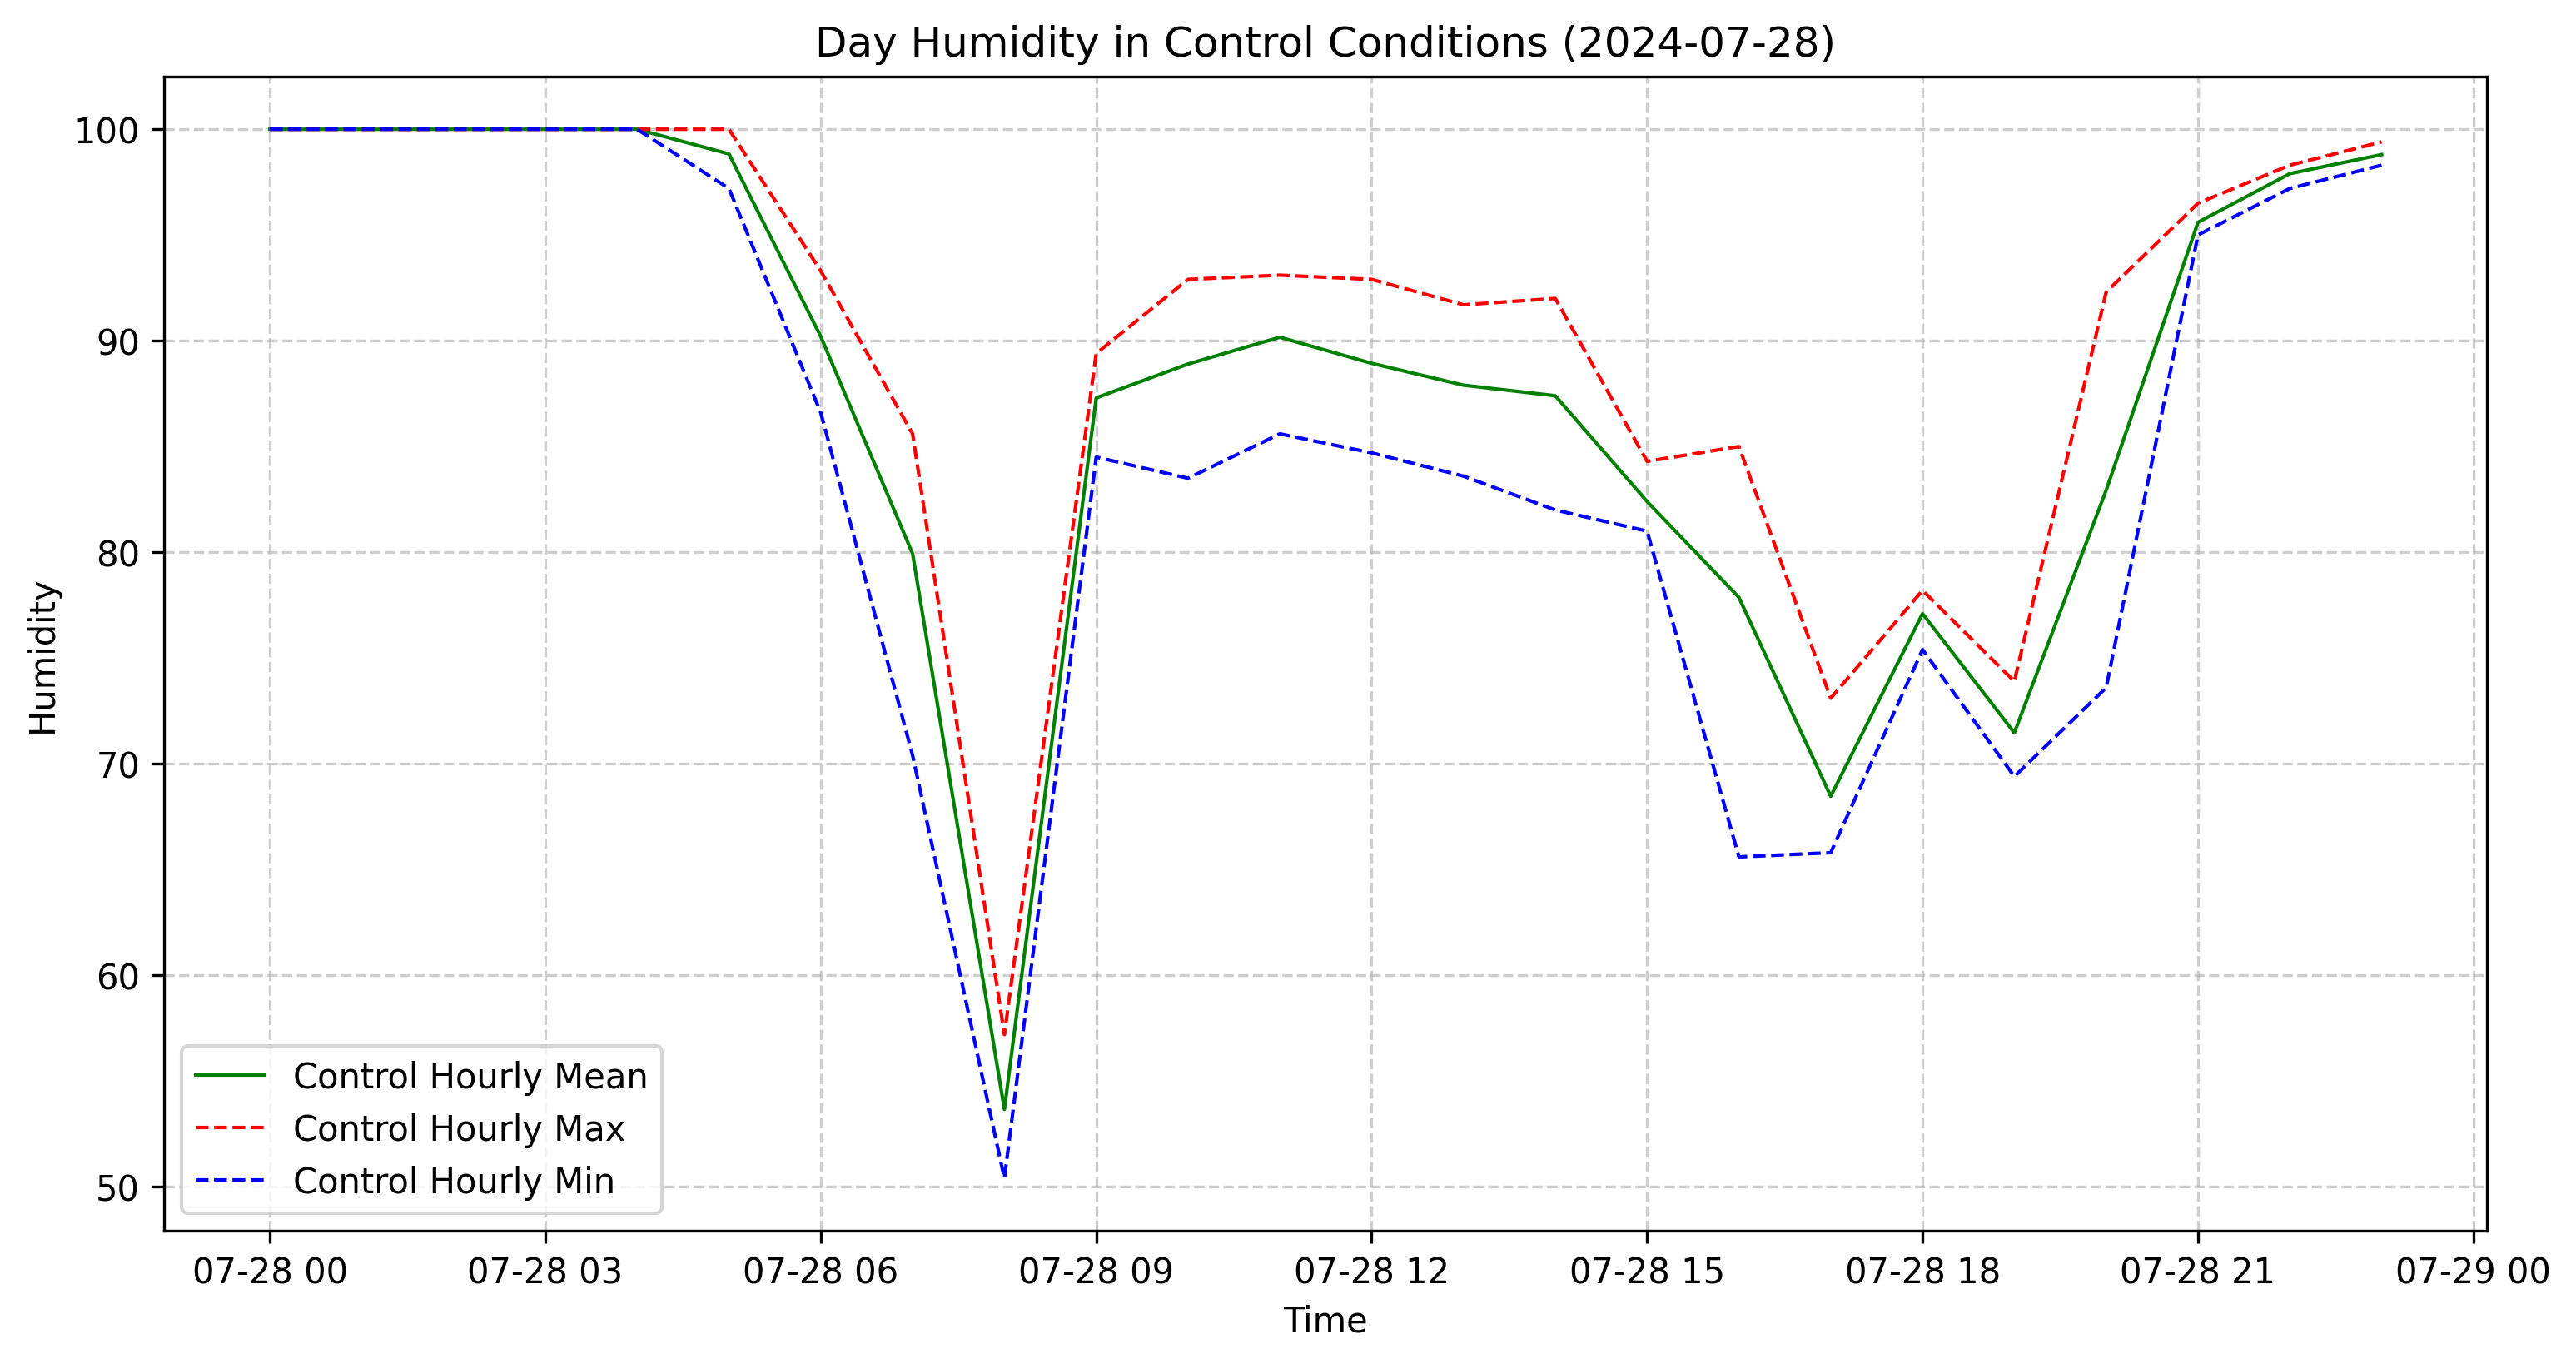 Day Humidity in Control Conditions (2024-07-28)
100
90
80
70
60
50
Humidity
Control Hourly Mean
Control Hourly Max
Control Hourly Min
07-28 00
07-28 03
07-28 06
07-28 09
07-28 12
07-28 15
07-28 18
07-28 21
07-29 00
Time